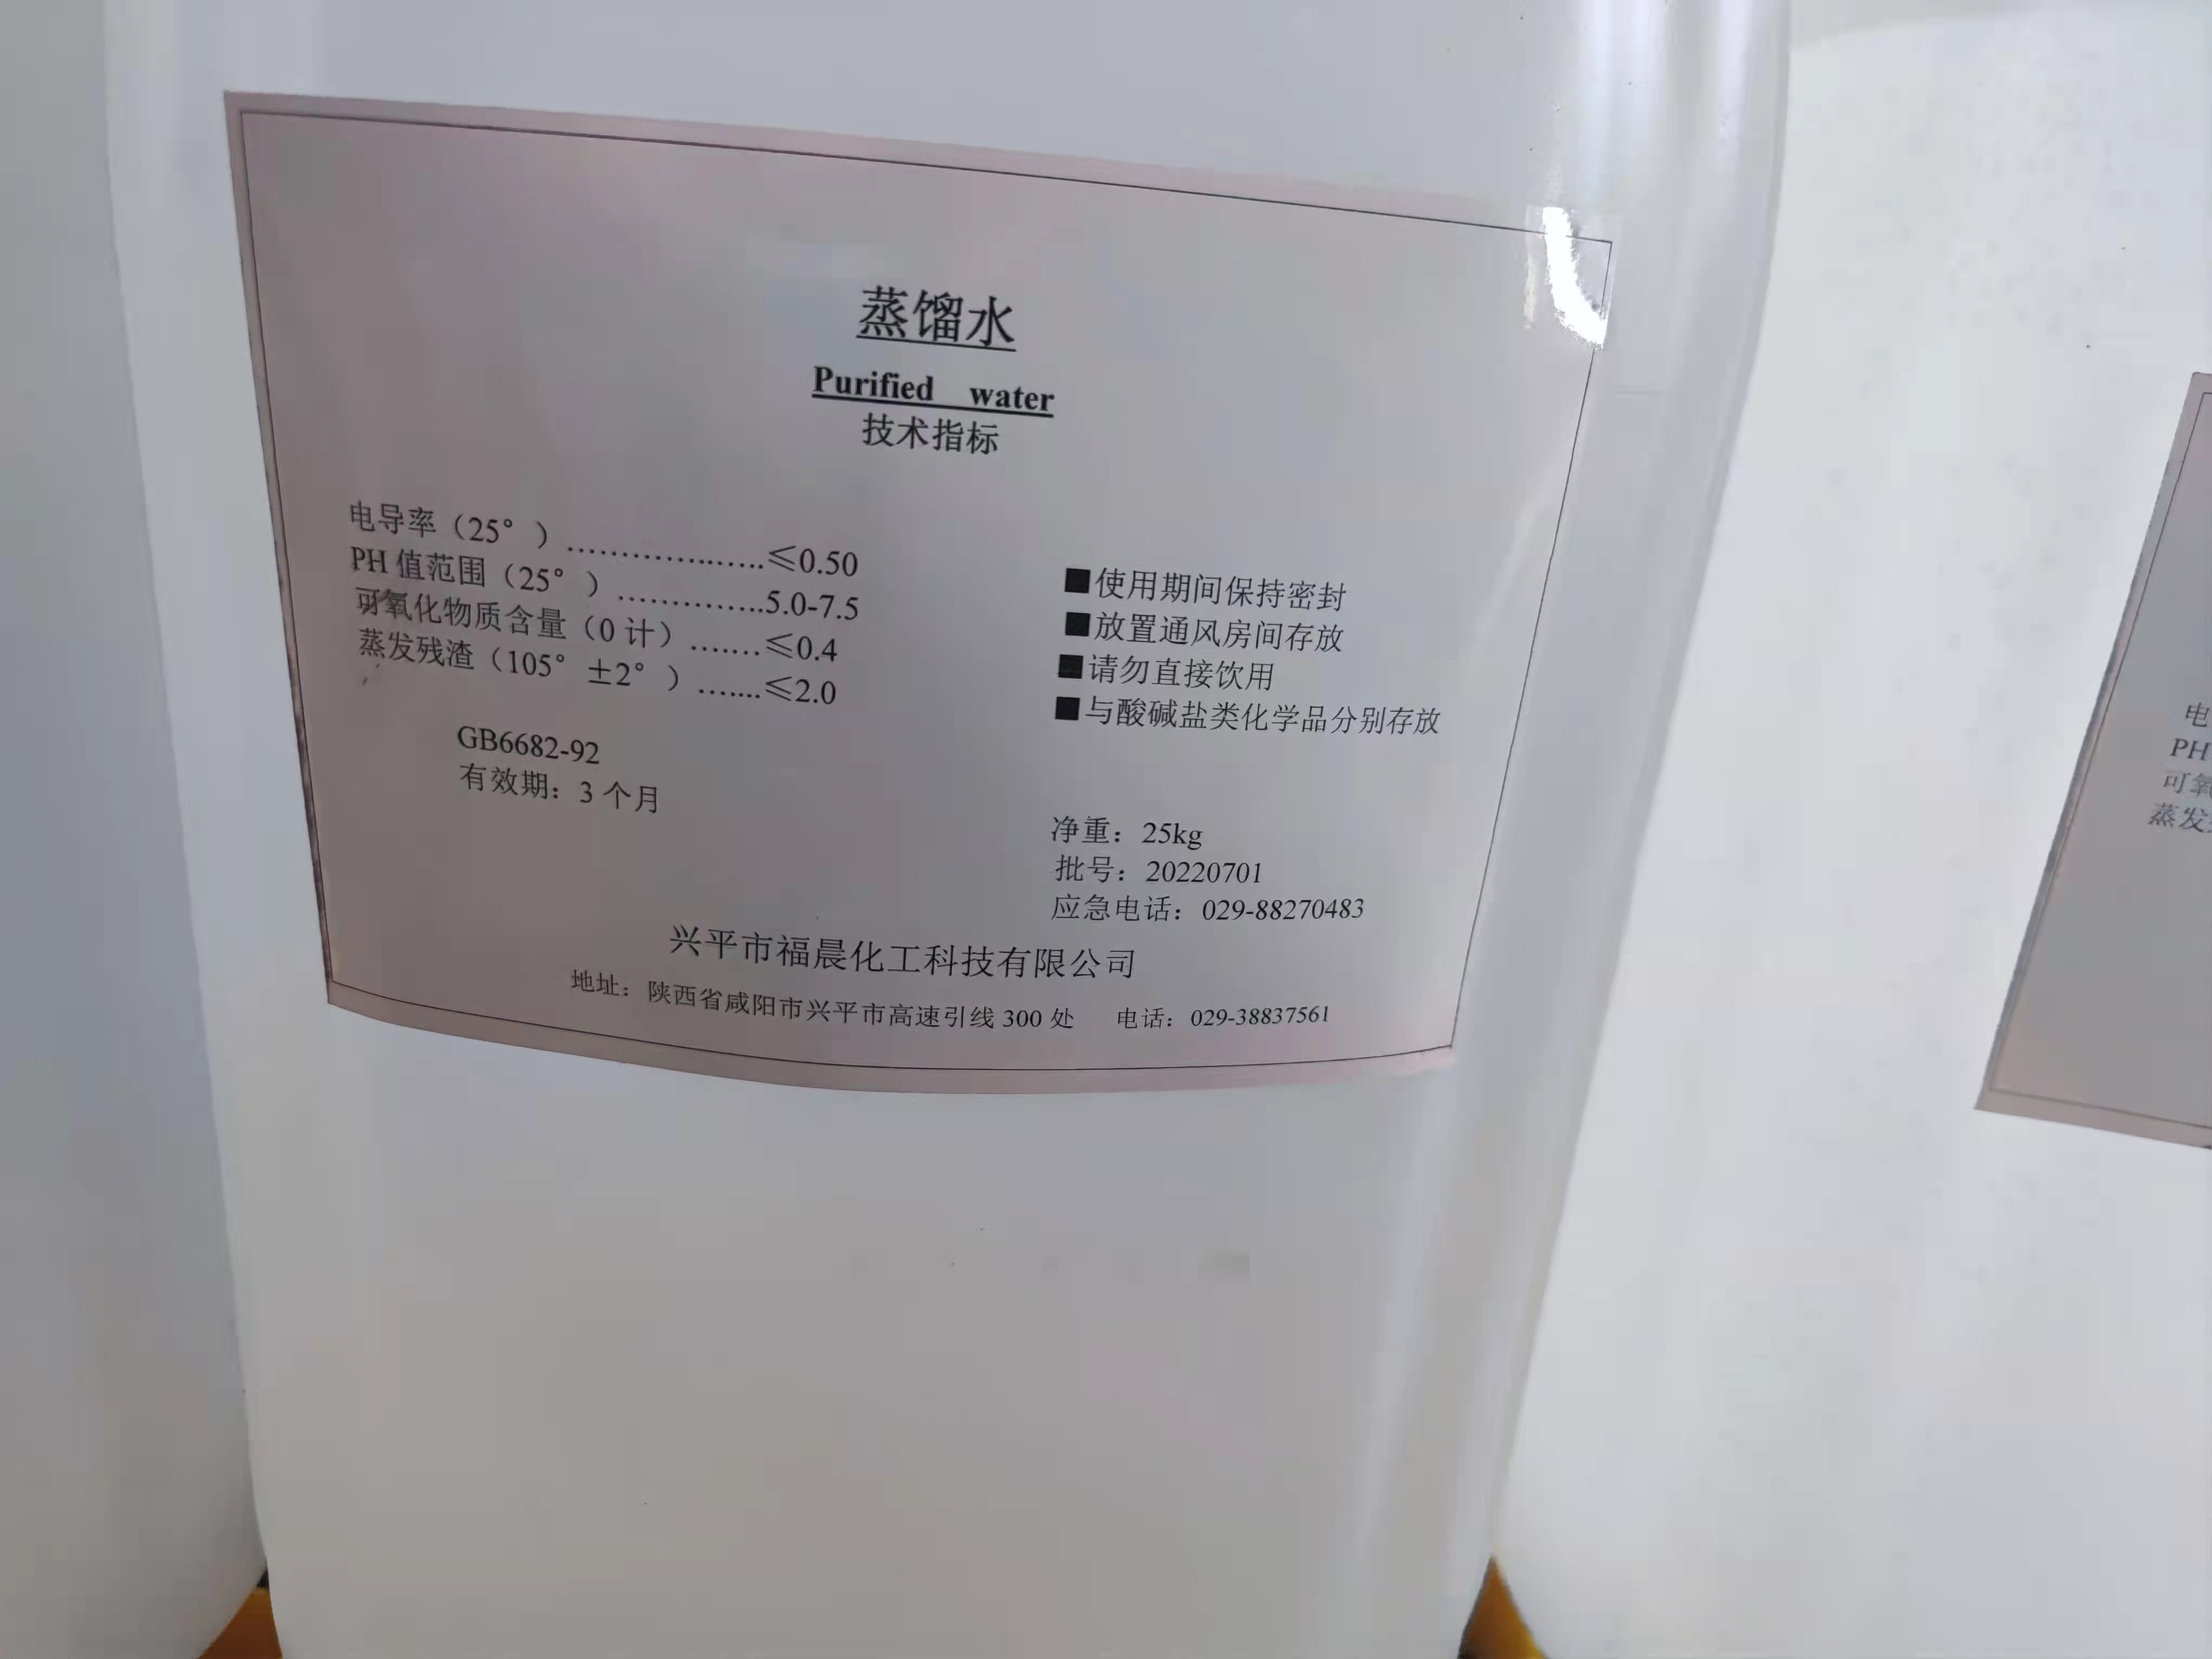 蒸馏水
Purified water
技术指标
电导率（25° ）…………………≤0.50
PH 值范围（25° ）……………5.0-7.5
可氧化物质含量（0 计）.……≤0.4
蒸发残渣（105° ±2° ）…....≤2.0
GB6682-92
有效期：3 个月
■使用期间保持密封
■放置通风房间存放
■请勿直接饮用
■与酸碱盐类化学品分别存放
净重：25kg
批号：20220701
应急电话：029-88270483
兴平市福晨化工科技有限公司
地址：陕西省咸阳市兴平市高速引线 300 处 电话：029-38837561
电
PH
可氧
蒸发